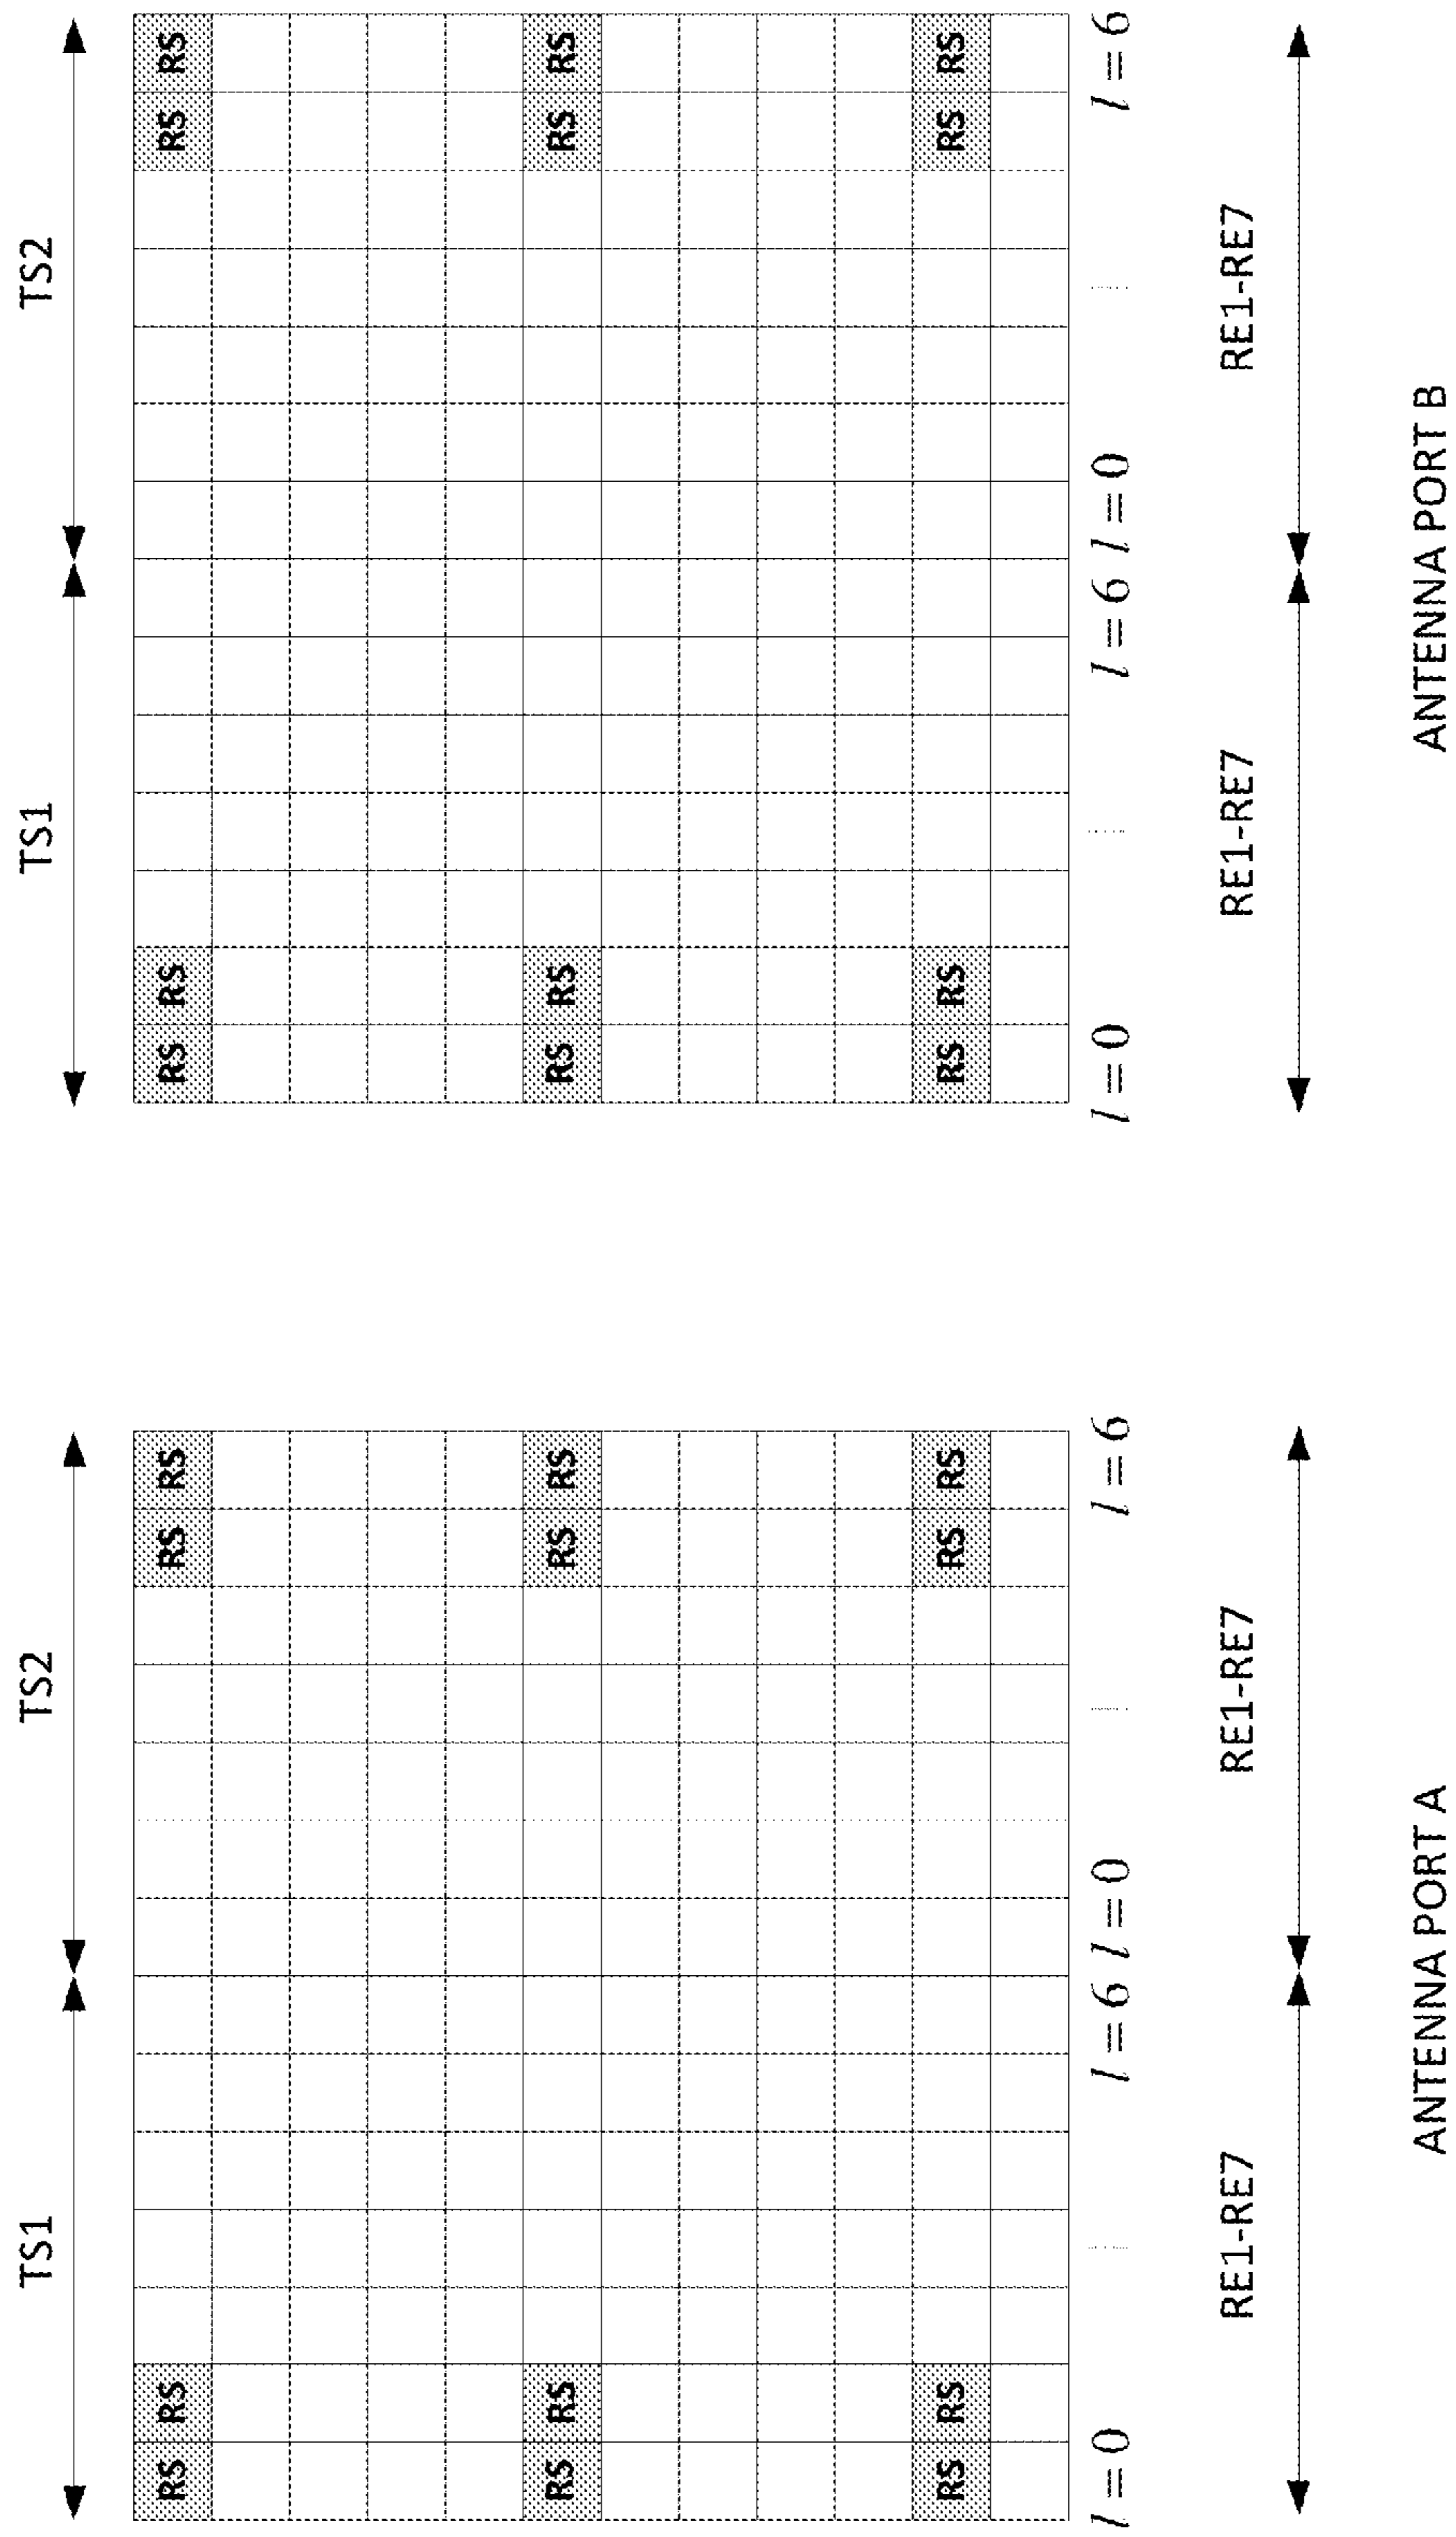 TS1 TS2 TS1 TS2
RS RS RS RS RS RS RS RS
RS RS RS RS RS RS RS RS
RS RS RS RS RS RS RS RS
l = 0 l = 6 l = 0 l = 6 l = 0 l = 6 l = 0 l = 6
RE1-RE7 RE1-RE7 RE1-RE7 RE1-RE7
ANTENNA PORT A ANTENNA PORT B